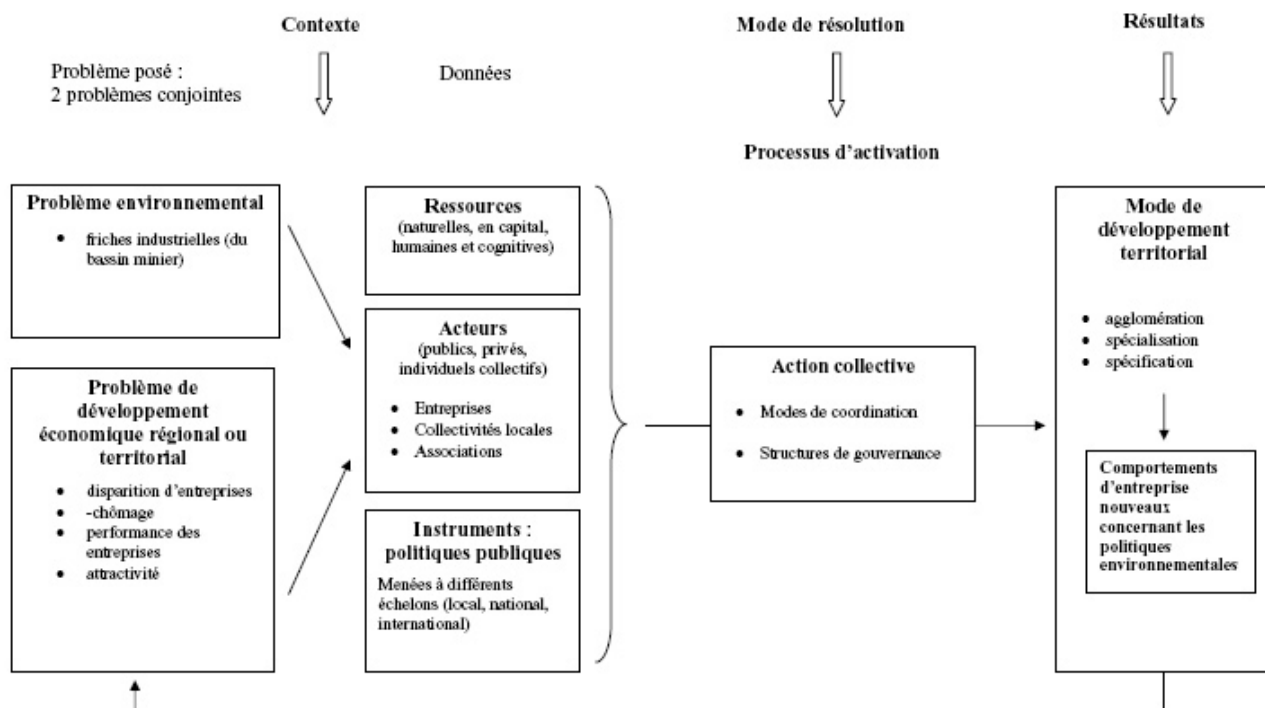 Contexte
Mode de résolution
Résultats
Problème posé :
2 problèmes conjointes
Données
Processus d'activation
Problème environnemental
• friches industrielles (du
bassin minier)
Problème de
développement
économique régional ou
territorial
• disparition d'entreprises
• -chômage
• performance des
entreprises
• attractivité
Ressources
(naturelles, en capital,
humaines et cognitives)
Acteurs
(publics, privés,
individuels collectifs)
• Entreprises
• Collectivités locales
• Associations
Instruments :
politiques publiques
Menées à différents
échelons (local, national,
international)
Action collective
• Modes de coordination
• Structures de gouvernance
Mode de
développement
territorial
• agglomération
• spécialisation
• spécification
Comportements
d'entreprise
nouveaux
concernant les
politiques
environnementales